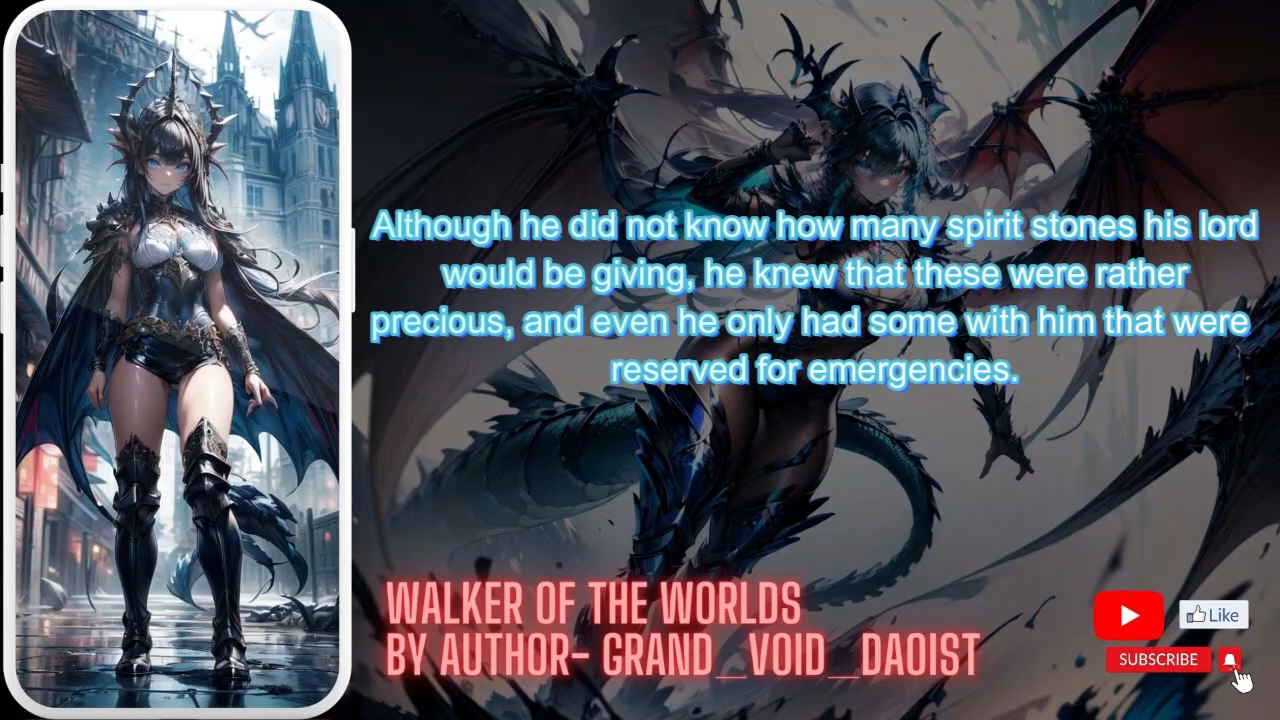 Although he did not know how many spirit stones his lord
would be giving, he knew that these were rather
precious, and even he only had some with him that were
reserved for emergencies.
WALKER OF THE WORLDS
BY AUTHOR- GRAND_VOID_DAOIST
Like
SUBSCRIBE